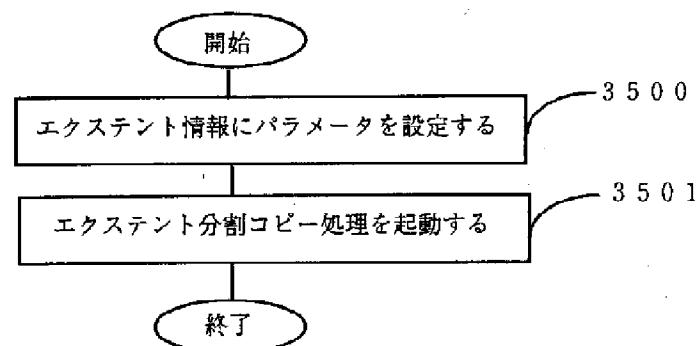 開始
エクステント情報にパラメータを設定する
3500
エクステント分割コピー処理を起動する
3501
終了